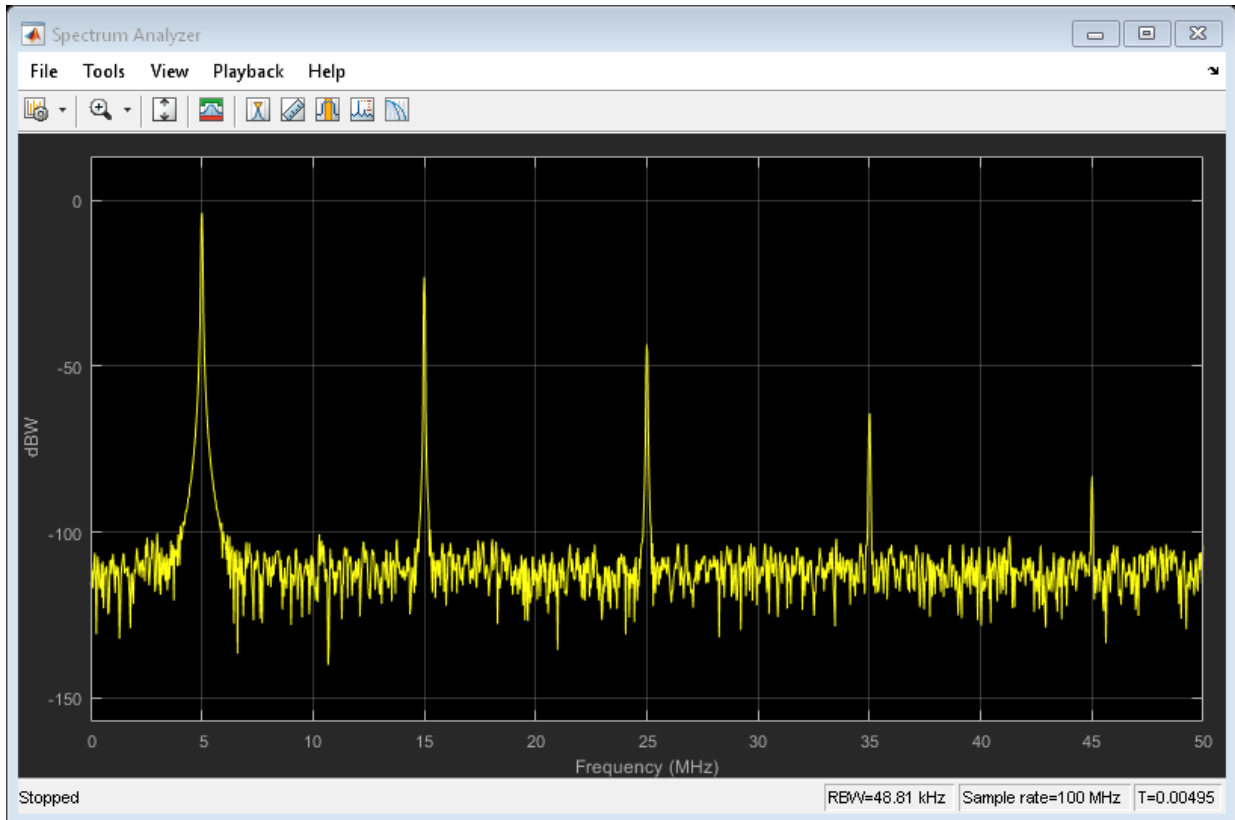 Spectrum Analyzer
File Tools View Playback Help
0
-50
-100
-150
dBW
0 5 10 15 20 25 30 35 40 45 50
Frequency (MHz)
Stopped RBW=48.81 kHz Sample rate=100 MHz T=0.00495